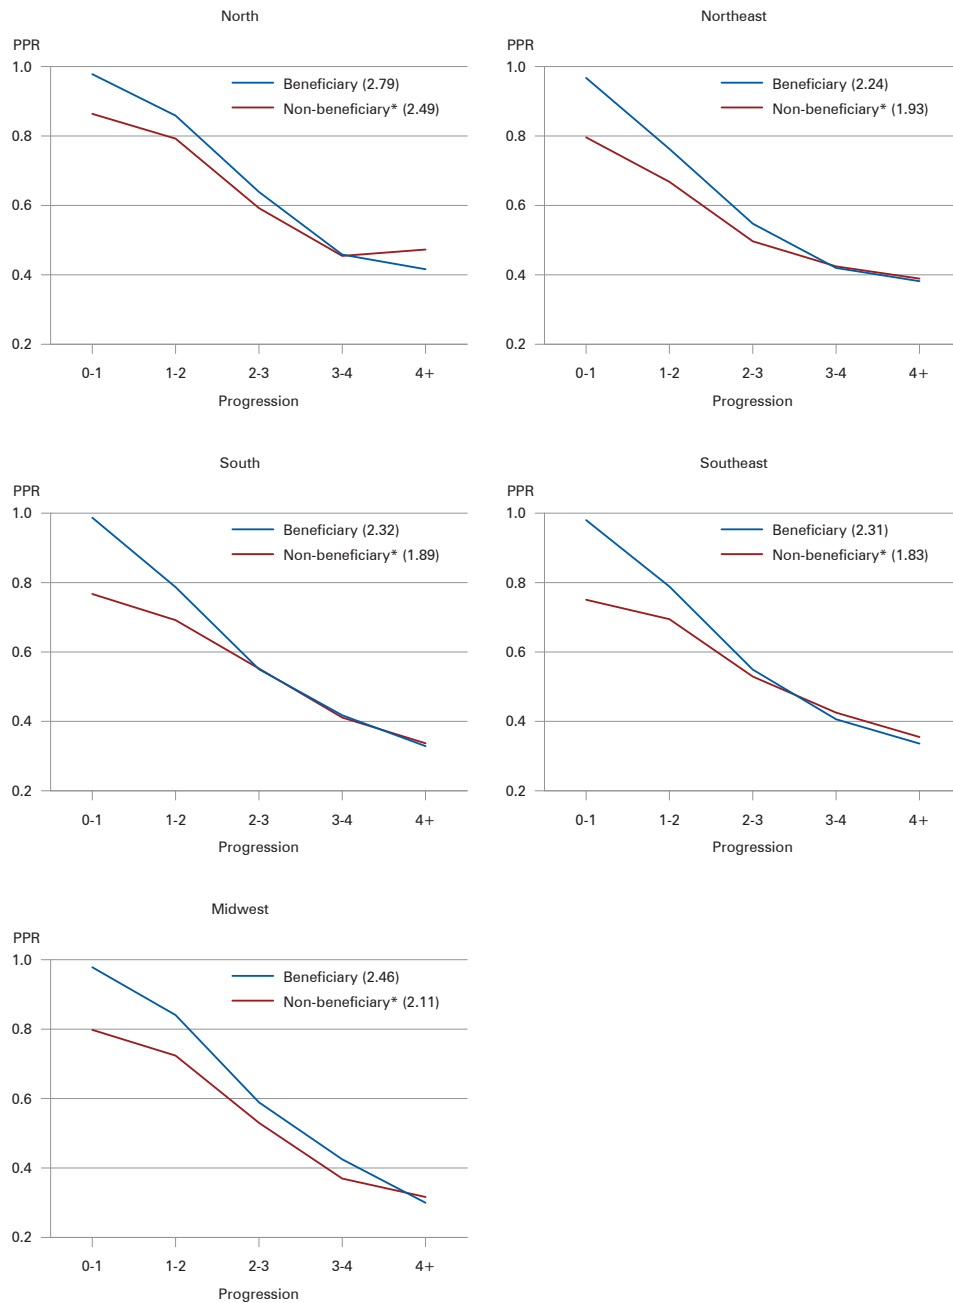 North
PPR
1.0
0.8
0.6
0.4
0.2
Beneficiary (2.79)
Non-beneficiary* (2.49)
0-1 1-2 2-3 3-4 4+
Progression
Northeast
PPR
1.0
0.8
0.6
0.4
0.2
Beneficiary (2.24)
Non-beneficiary* (1.93)
0-1 1-2 2-3 3-4 4+
Progression
South
PPR
1.0
0.8
0.6
0.4
0.2
Beneficiary (2.32)
Non-beneficiary* (1.89)
0-1 1-2 2-3 3-4 4+
Progression
Southeast
PPR
1.0
0.8
0.6
0.4
0.2
Beneficiary (2.31)
Non-beneficiary* (1.83)
0-1 1-2 2-3 3-4 4+
Progression
Midwest
PPR
1.0
0.8
0.6
0.4
0.2
Beneficiary (2.46)
Non-beneficiary* (2.11)
0-1 1-2 2-3 3-4 4+
Progression